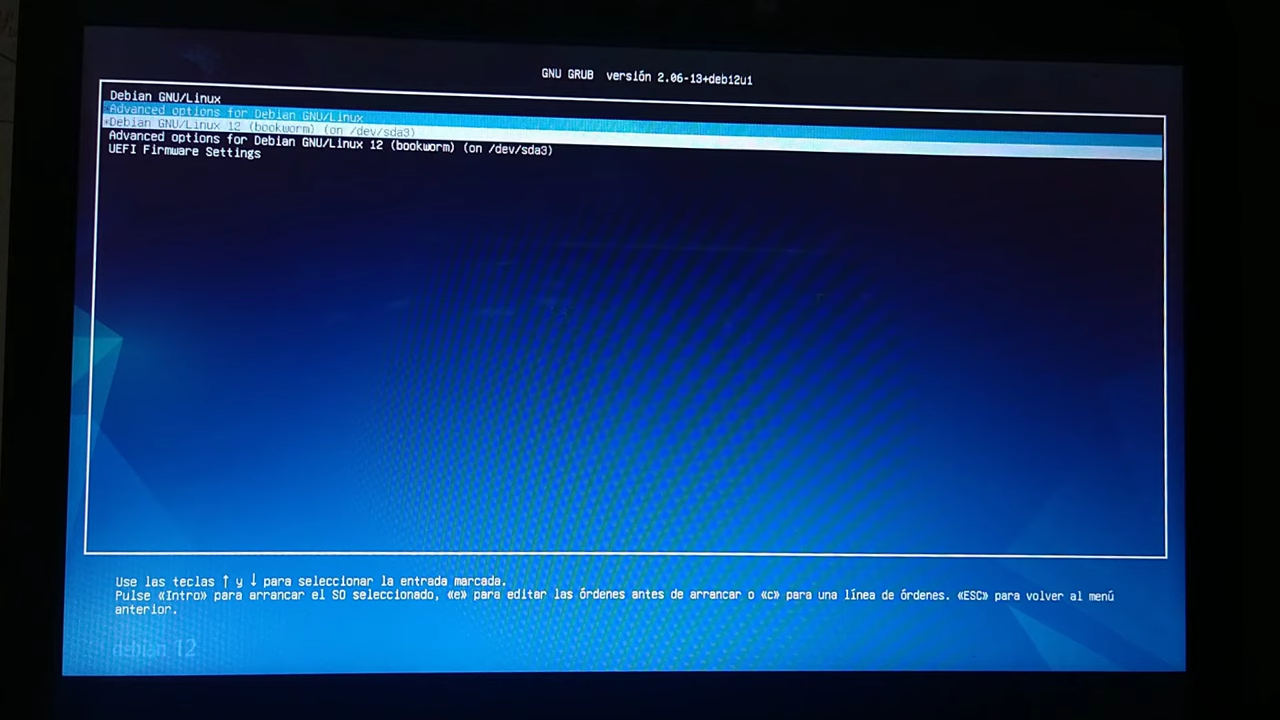 GNU GRUB versión 2.06-13+deb12u1
Debian GNU/Linux
Advanced options for Debian GNU/Linux
*Debian GNU/Linux 12 (bookworm) (on /dev/sda3)
Advanced options for Debian GNU/Linux 12 (bookworm) (on /dev/sda3)
UEFI Firmware Settings
Use las teclas ↑ y ↓ para seleccionar la entrada marcada.
Pulse «Intro» para arrancar el SO seleccionado, «e» para editar las órdenes antes de arrancar o «c» para una línea de órdenes. «ESC» para volver al menú
anterior.
debian 12